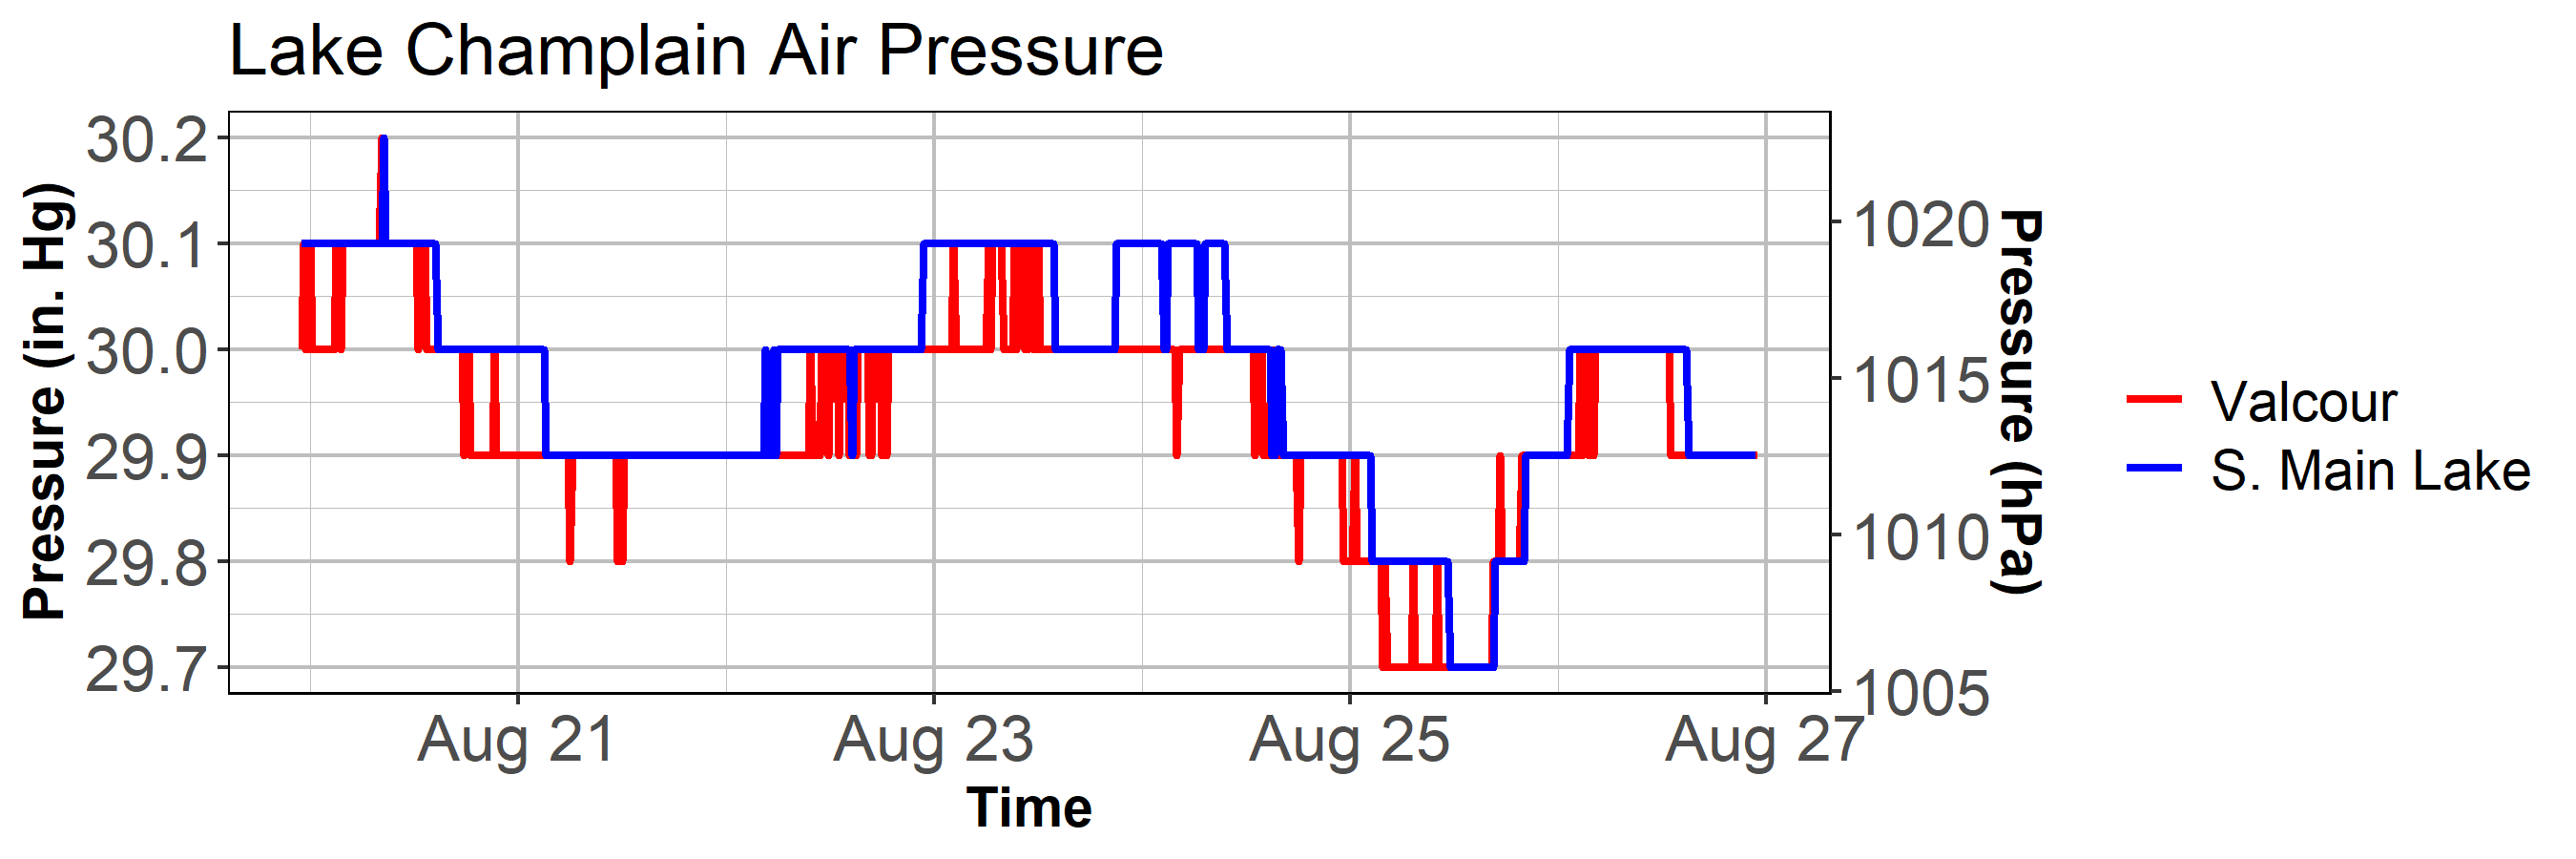 Lake Champlain Air Pressure
Pressure (in. Hg)
30.2
30.1
30.0
29.9
29.8
29.7
1020
1015
1010
1005
Pressure (hPa)
Aug 21
Aug 23
Aug 25
Aug 27
Time
Valcour
S. Main Lake